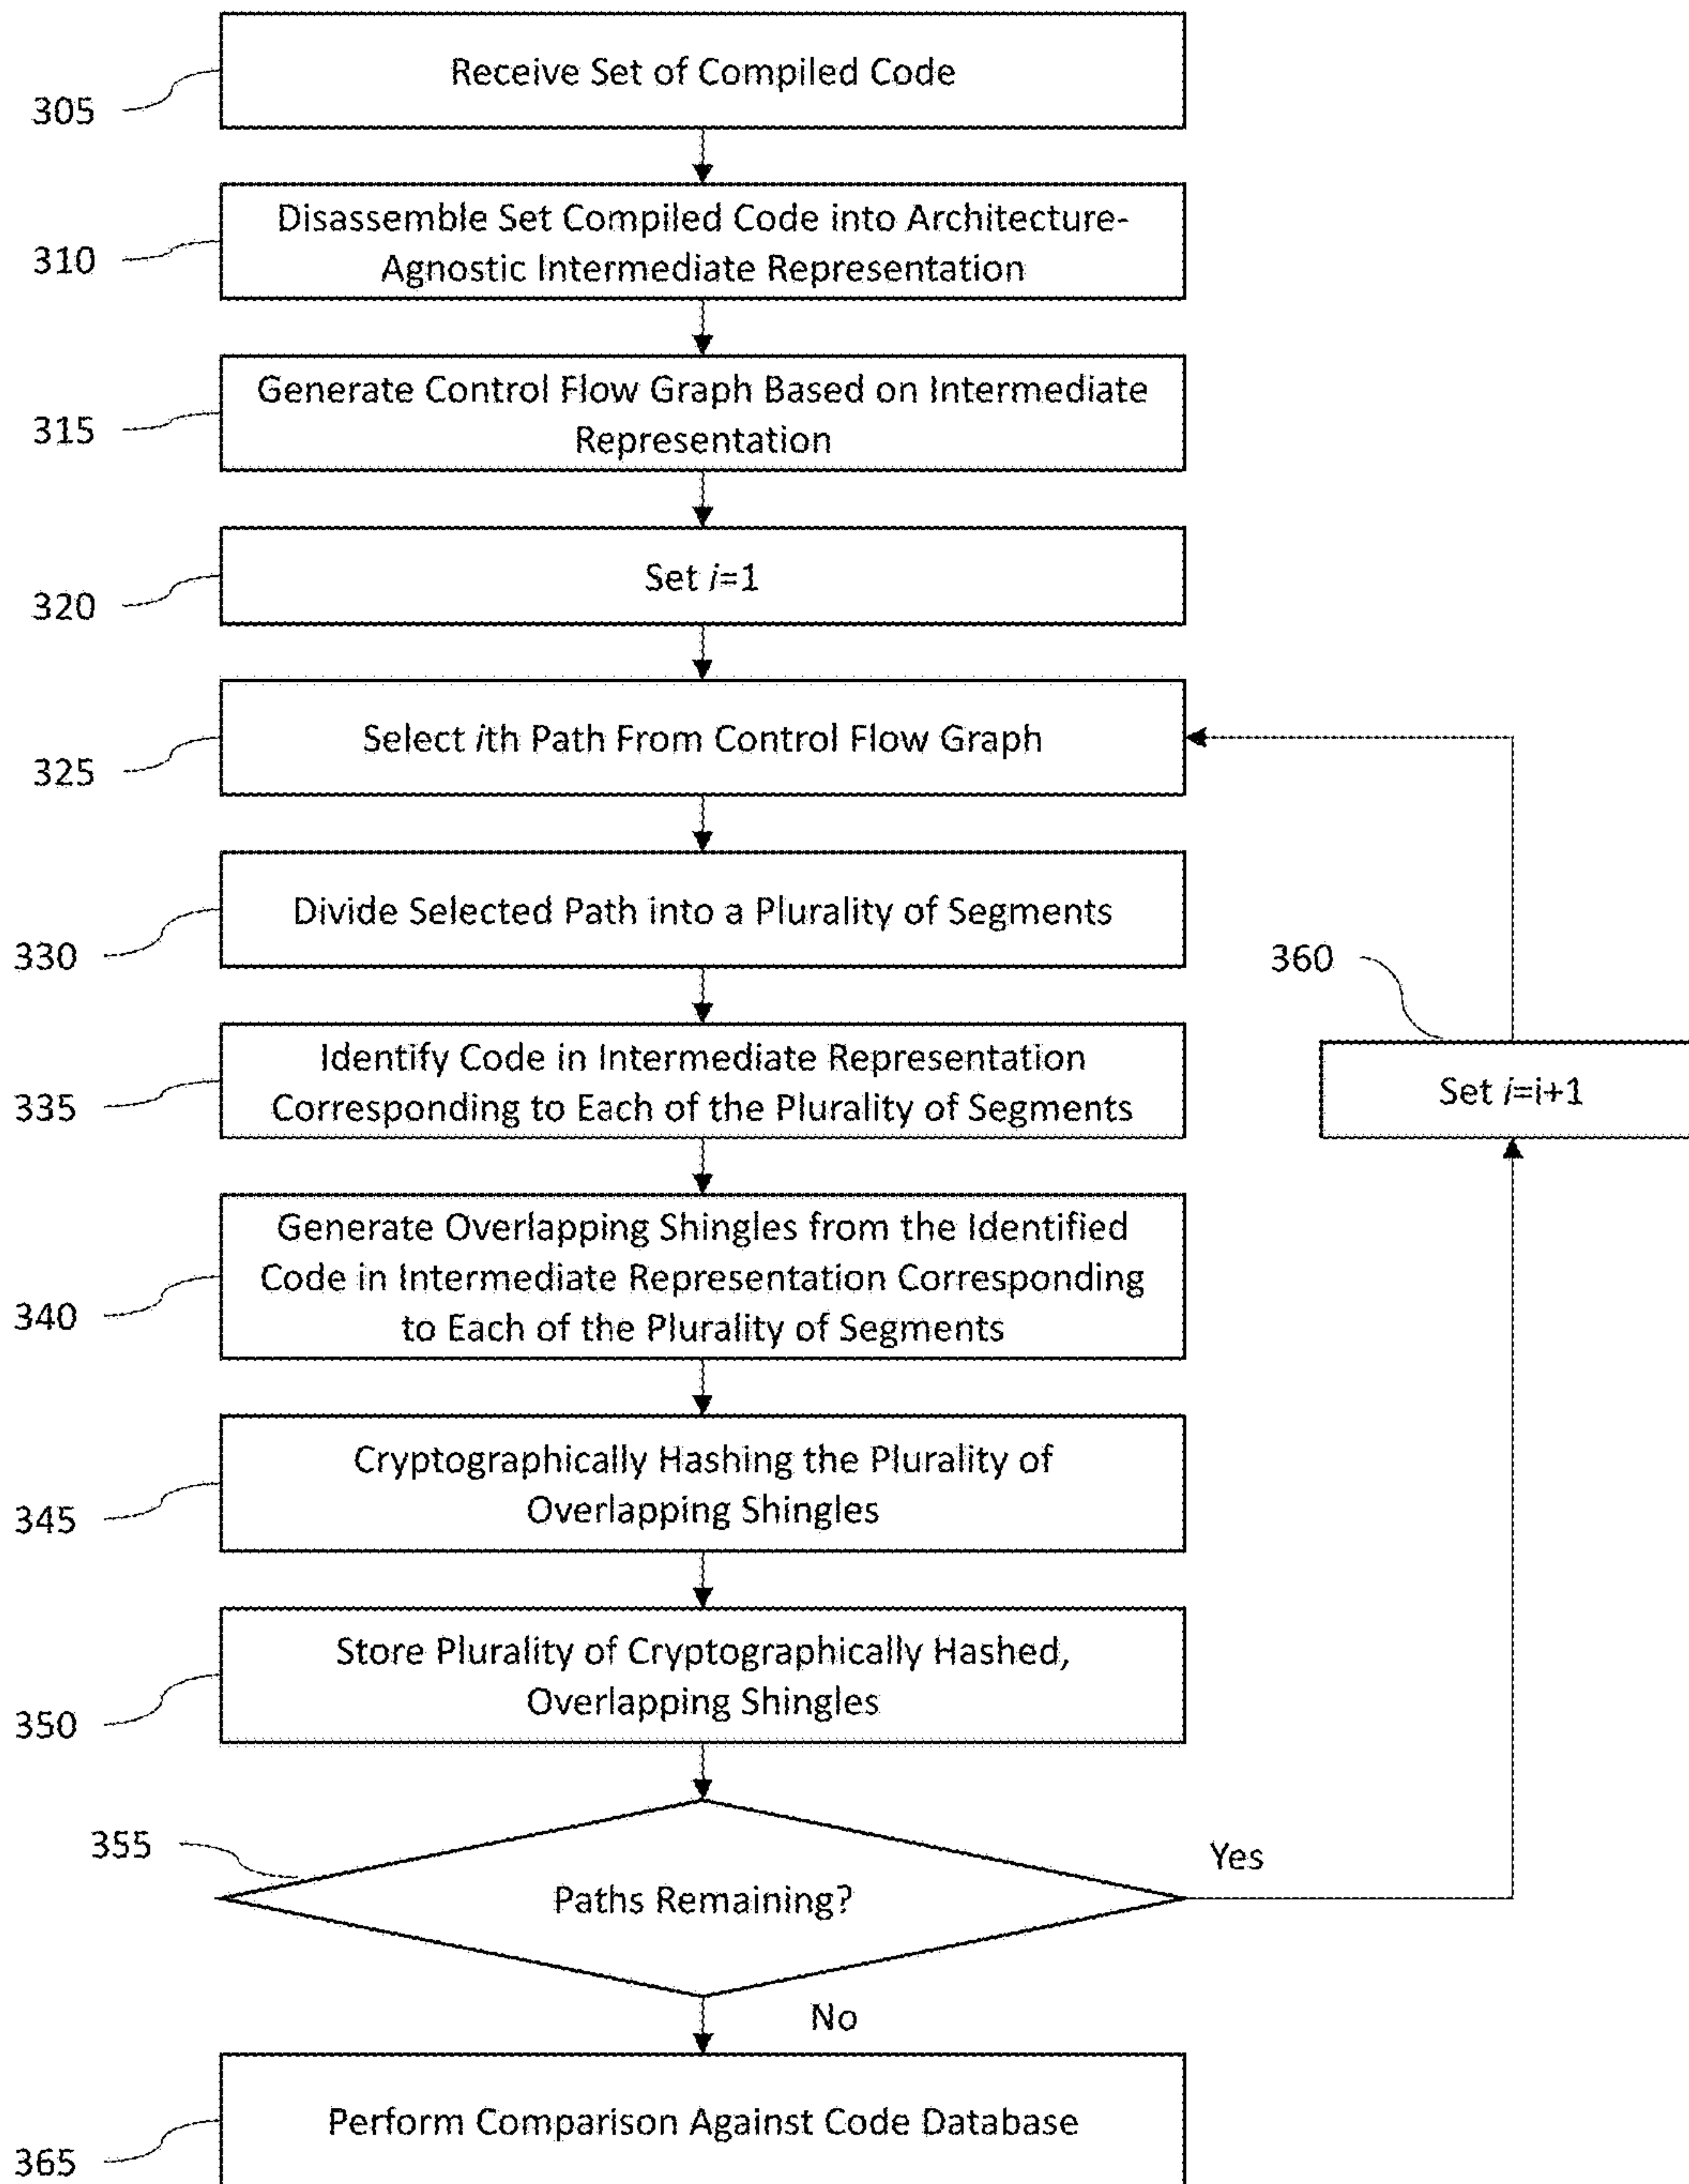 Receive Set of Compiled Code
305
Disassemble Set Compiled Code into Architecture-
Agnostic Intermediate Representation
310
Generate Control Flow Graph Based on Intermediate
Representation
315
Set i=1
320
Select ith Path From Control Flow Graph
325
Divide Selected Path into a Plurality of Segments
330
360
Identify Code in Intermediate Representation
Corresponding to Each of the Plurality of Segments
335
Set i=i+1
Generate Overlapping Shingles from the Identified
Code in Intermediate Representation Corresponding
to Each of the Plurality of Segments
340
Cryptographically Hashing the Plurality of
Overlapping Shingles
345
Store Plurality of Cryptographically Hashed,
Overlapping Shingles
350
355
Yes
Paths Remaining?
No
Perform Comparison Against Code Database
365